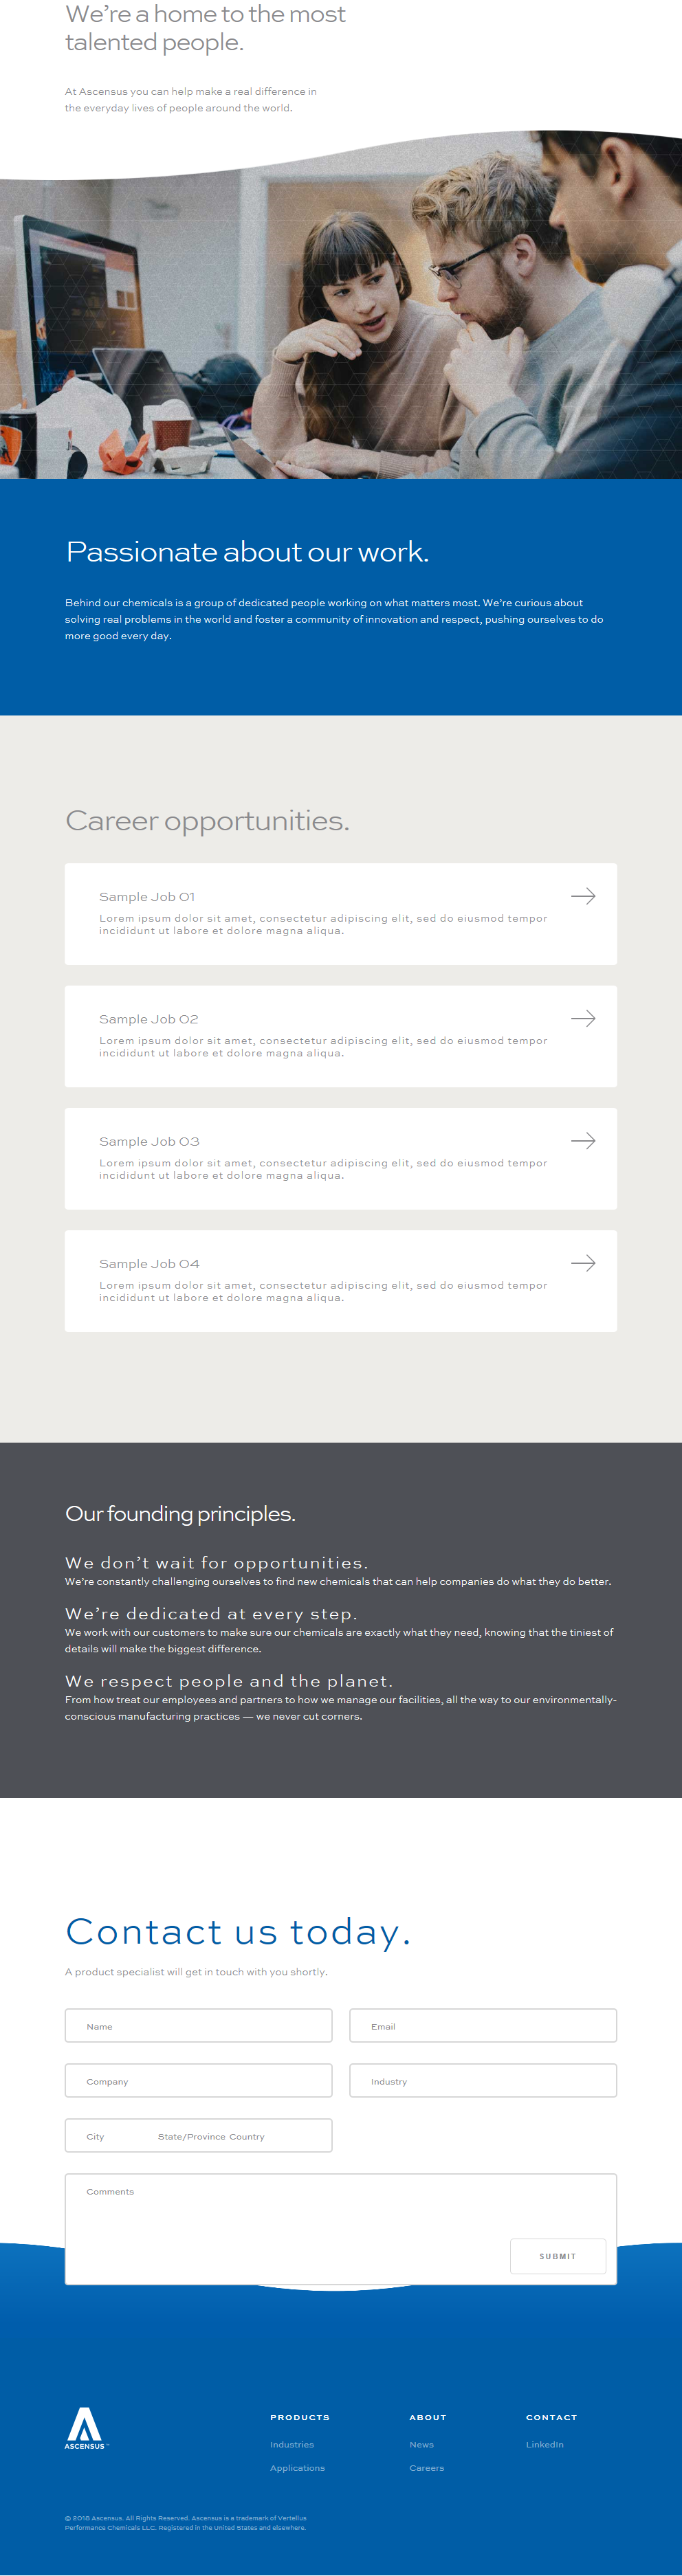 We're a home to the most
talented people.
At Ascensus you can help make a real difference in
the everyday lives of people around the world.
Passionate about our work.
Behind our chemicals is a group of dedicated people working on what matters most. We're curious about
solving real problems in the world and foster a community of innovation and respect, pushing ourselves to do
more good every day.
Career opportunities.
Sample Job 01
Lorem ipsum dolor sit amet, consectetur adipiscing elit, sed do eiusmod tempor
incididunt ut labore et dolore magna aliqua.
Sample Job 02
Lorem ipsum dolor sit amet, consectetur adipiscing elit, sed do eiusmod tempor
incididunt ut labore et dolore magna aliqua.
Sample Job 03
Lorem ipsum dolor sit amet, consectetur adipiscing elit, sed do eiusmod tempor
incididunt ut labore et dolore magna aliqua.
Sample Job 04
Lorem ipsum dolor sit amet, consectetur adipiscing elit, sed do eiusmod tempor
incididunt ut labore et dolore magna aliqua.
Our founding principles.
We don't wait for opportunities.
We're constantly challenging ourselves to find new chemicals that can help companies do what they do better.
We're dedicated at every step.
We work with our customers to make sure our chemicals are exactly what they need, knowing that the tiniest of
details will make the biggest difference.
We respect people and the planet.
From how treat our employees and partners to how we manage our facilities, all the way to our environmentally-
conscious manufacturing practices — we never cut corners.
Contact us today.
A product specialist will get in touch with you shortly.
Name Email
Company Industry
City State/Province Country
Comments
SUBMIT
ASCENSUS™
PRODUCTS ABOUT CONTACT
Industries News LinkedIn
Applications Careers
© 2018 Ascensus. All Rights Reserved. Ascensus is a trademark of Vertellus
Performance Chemicals LLC. Registered in the United States and elsewhere.